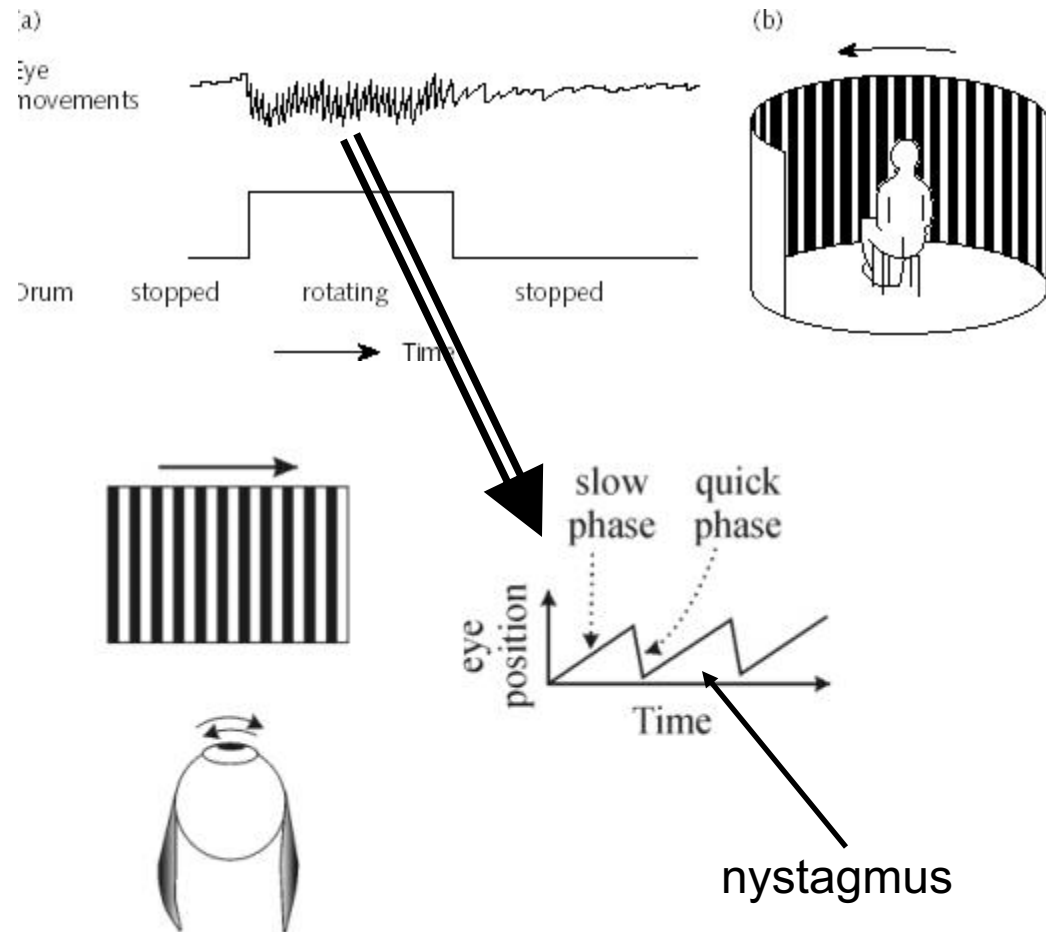 (a)
(b)
Eye
movements
Drum stopped rotating stopped
Time
slow quick
phase phase
eye
position
Time
nystagmus